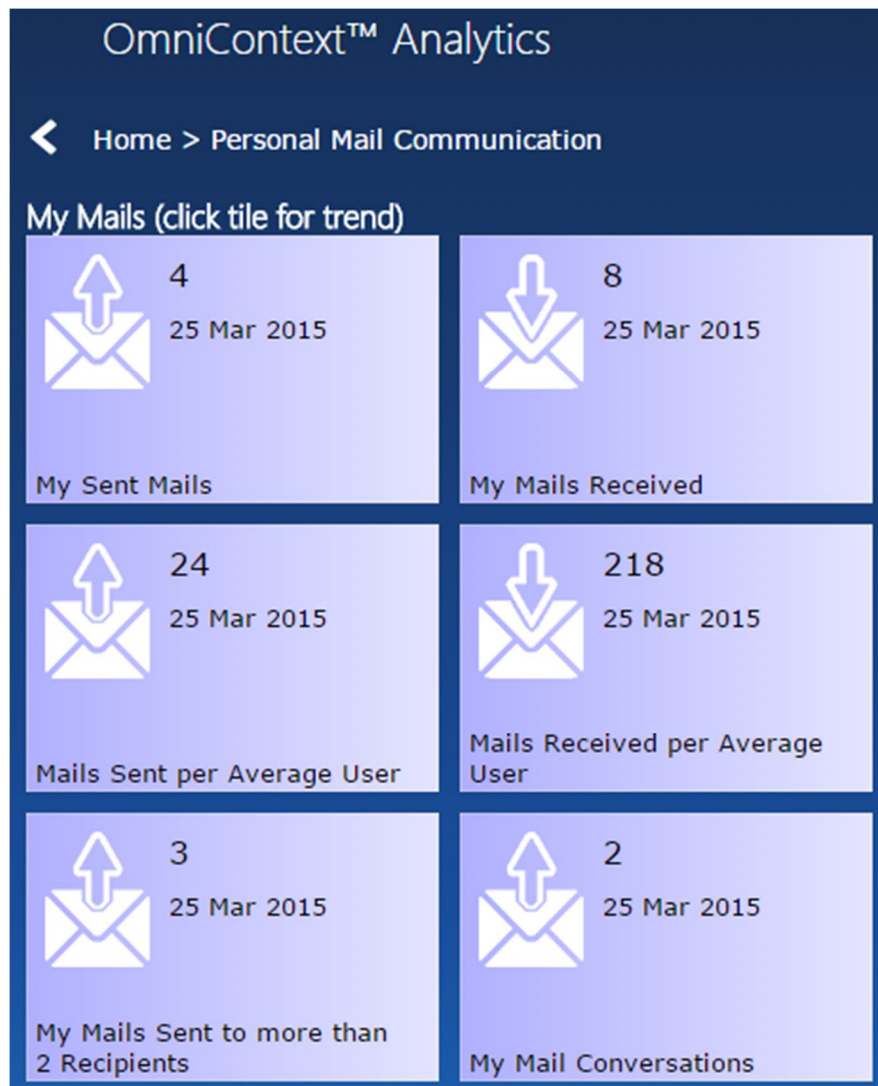 OmniContext™ Analytics
Home > Personal Mail Communication
My Mails (click tile for trend)
4
25 Mar 2015
My Sent Mails
8
25 Mar 2015
My Mails Received
24
25 Mar 2015
Mails Sent per Average User
218
25 Mar 2015
Mails Received per Average
User
3
25 Mar 2015
My Mails Sent to more than
2 Recipients
2
25 Mar 2015
My Mail Conversations